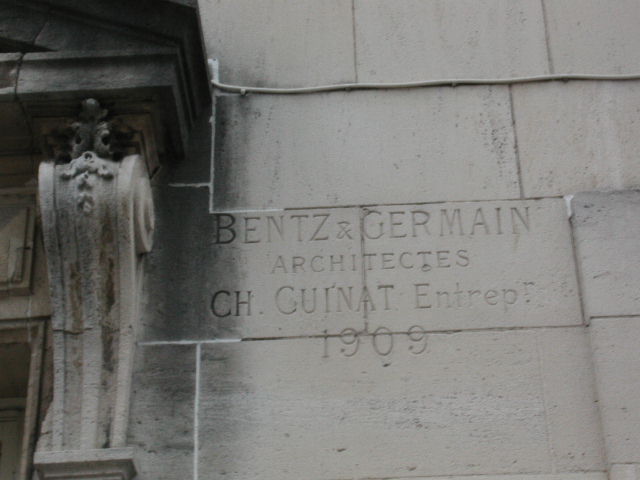 BENTZ & GERMAIN
ARCHITECTES
CH. GUINAT. Entrepr
1909